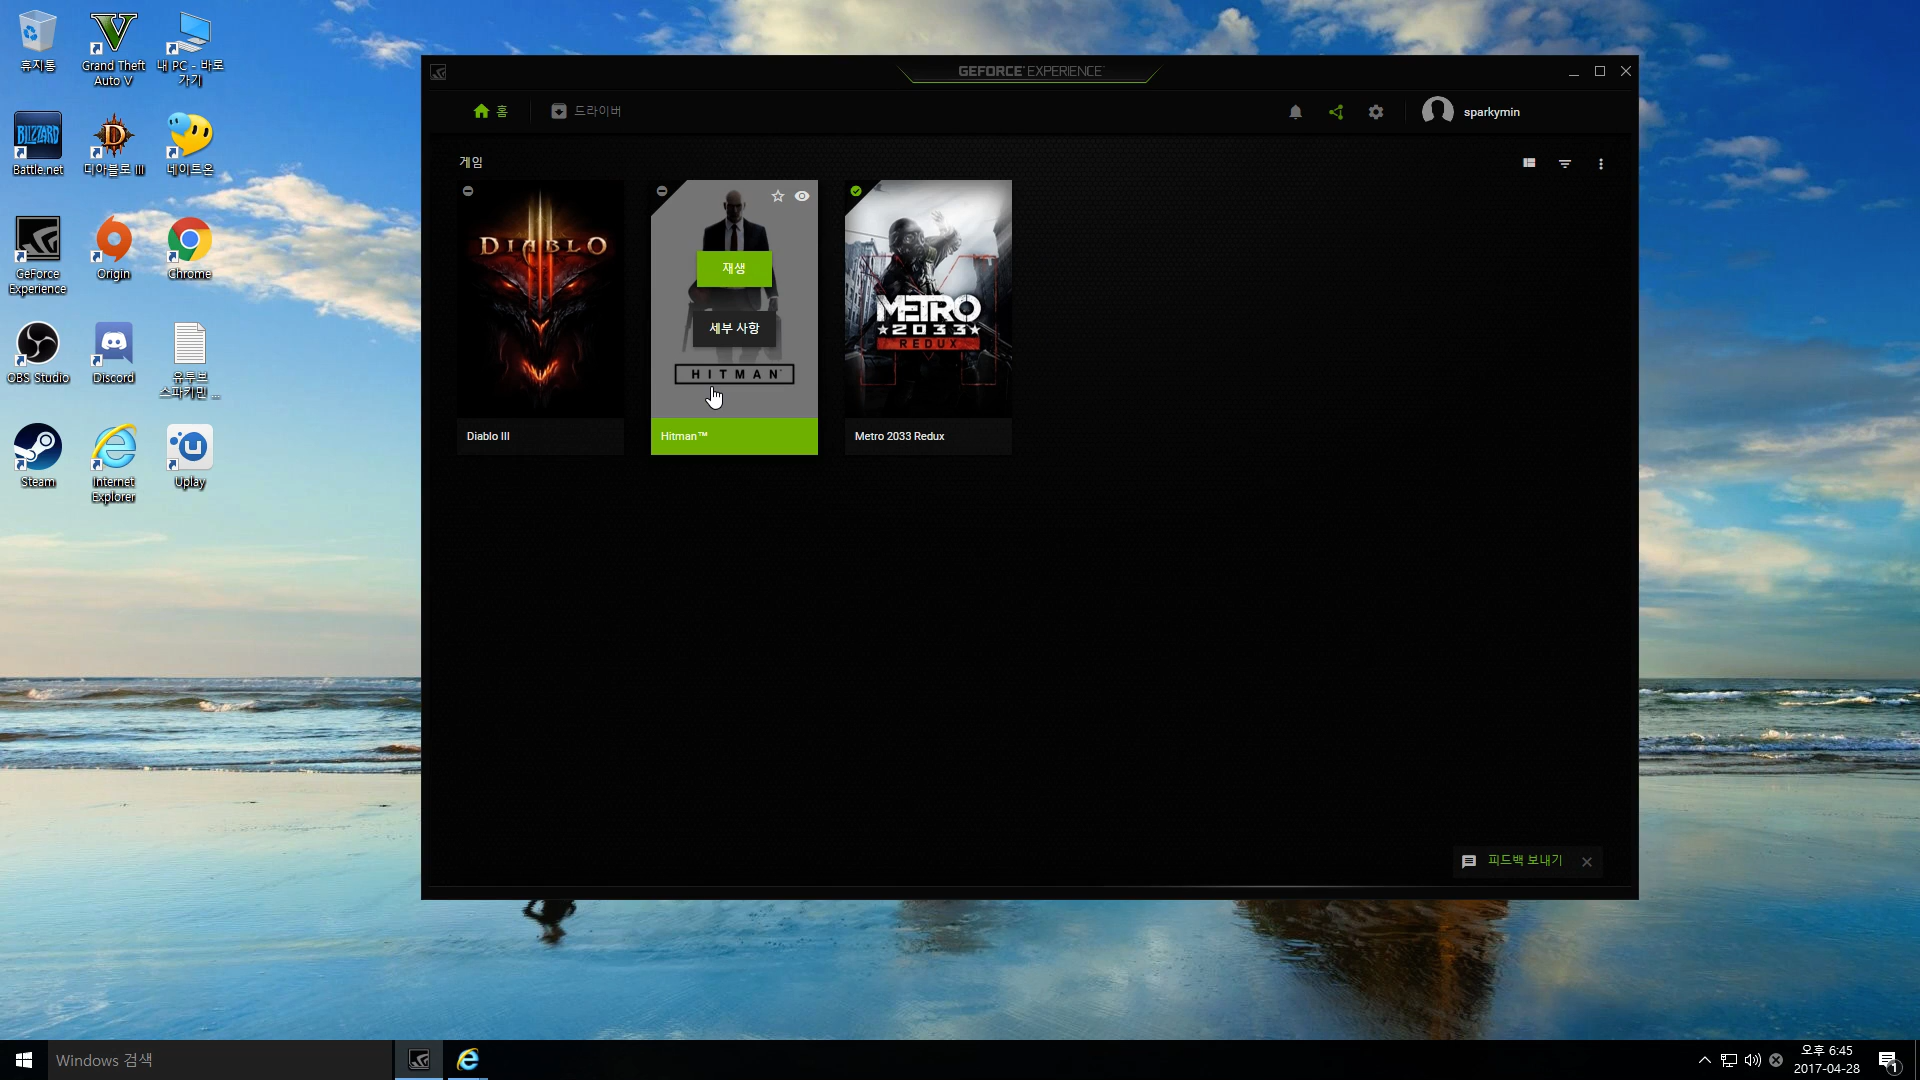 휴지통
Grand Theft Auto V
내 PC - 바로 가기
BLIZZARD
Battle.net
디아블로 III
네이트온
GeForce Experience
Origin
Chrome
OBS Studio
Discord
유투브 스파키민 ...
Steam
Internet Explorer
Uplay
GEFORCE EXPERIENCE
홈
드라이버
sparkymin
게임
DIABLO
Diablo III
재생
세부 사항
HITMAN
Hitman™
METRO
2033
REDUX
Metro 2033 Redux
피드백 보내기
Windows 검색
오후 6:45
2017-04-28
1